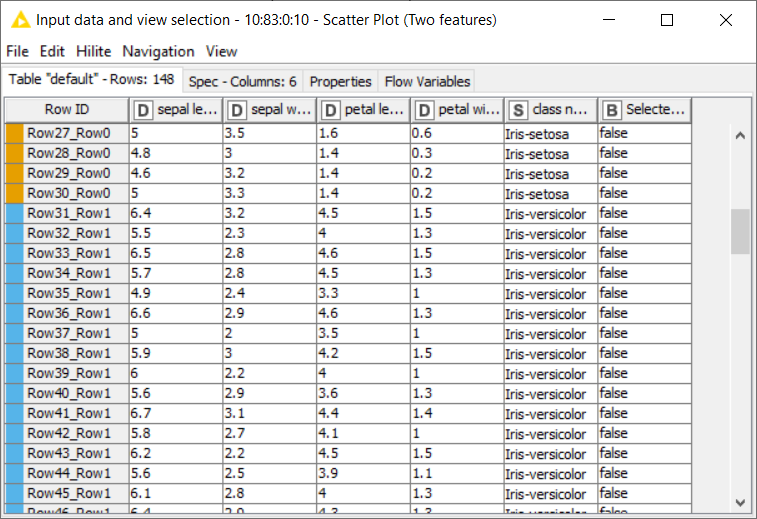 Input data and view selection - 10:83:0:10 - Scatter Plot (Two features)
File Edit Hilite Navigation View
Table "default" - Rows: 148 Spec - Columns: 6 Properties Flow Variables
Row ID D sepal le... D sepal w... D petal le... D petal wi... S class n... B Selecte...
Row27_Row0 5 3.5 1.6 0.6 Iris-setosa false
Row28_Row0 4.8 3 1.4 0.3 Iris-setosa false
Row29_Row0 4.6 3.2 1.4 0.2 Iris-setosa false
Row30_Row0 5 3.3 1.4 0.2 Iris-setosa false
Row31_Row1 6.4 3.2 4.5 1.5 Iris-versicolor false
Row32_Row1 5.5 2.3 4 1.3 Iris-versicolor false
Row33_Row1 6.5 2.8 4.6 1.5 Iris-versicolor false
Row34_Row1 5.7 2.8 4.5 1.3 Iris-versicolor false
Row35_Row1 4.9 2.4 3.3 1 Iris-versicolor false
Row36_Row1 6.6 2.9 4.6 1.3 Iris-versicolor false
Row37_Row1 5 2 3.5 1 Iris-versicolor false
Row38_Row1 5.9 3 4.2 1.5 Iris-versicolor false
Row39_Row1 6 2.2 4 1 Iris-versicolor false
Row40_Row1 5.6 2.9 3.6 1.3 Iris-versicolor false
Row41_Row1 6.7 3.1 4.4 1.4 Iris-versicolor false
Row42_Row1 5.8 2.7 4.1 1 Iris-versicolor false
Row43_Row1 6.2 2.2 4.5 1.5 Iris-versicolor false
Row44_Row1 5.6 2.5 3.9 1.1 Iris-versicolor false
Row45_Row1 6.1 2.8 4 1.3 Iris-versicolor false